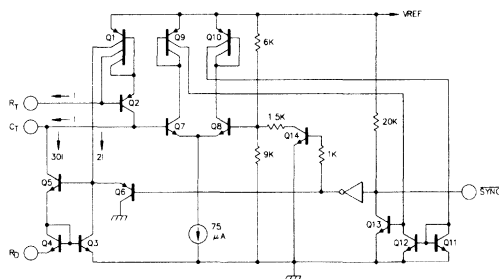 VREF
Q1
Q9
Q10
6K
RT
I
Q2
CT
I
Q7
Q8
1.5K
Q14
20K
30I
2I
9K
1K
Q5
Q6
SYNC
75
μA
Q13
Q4
Q3
RD
Q12
Q11